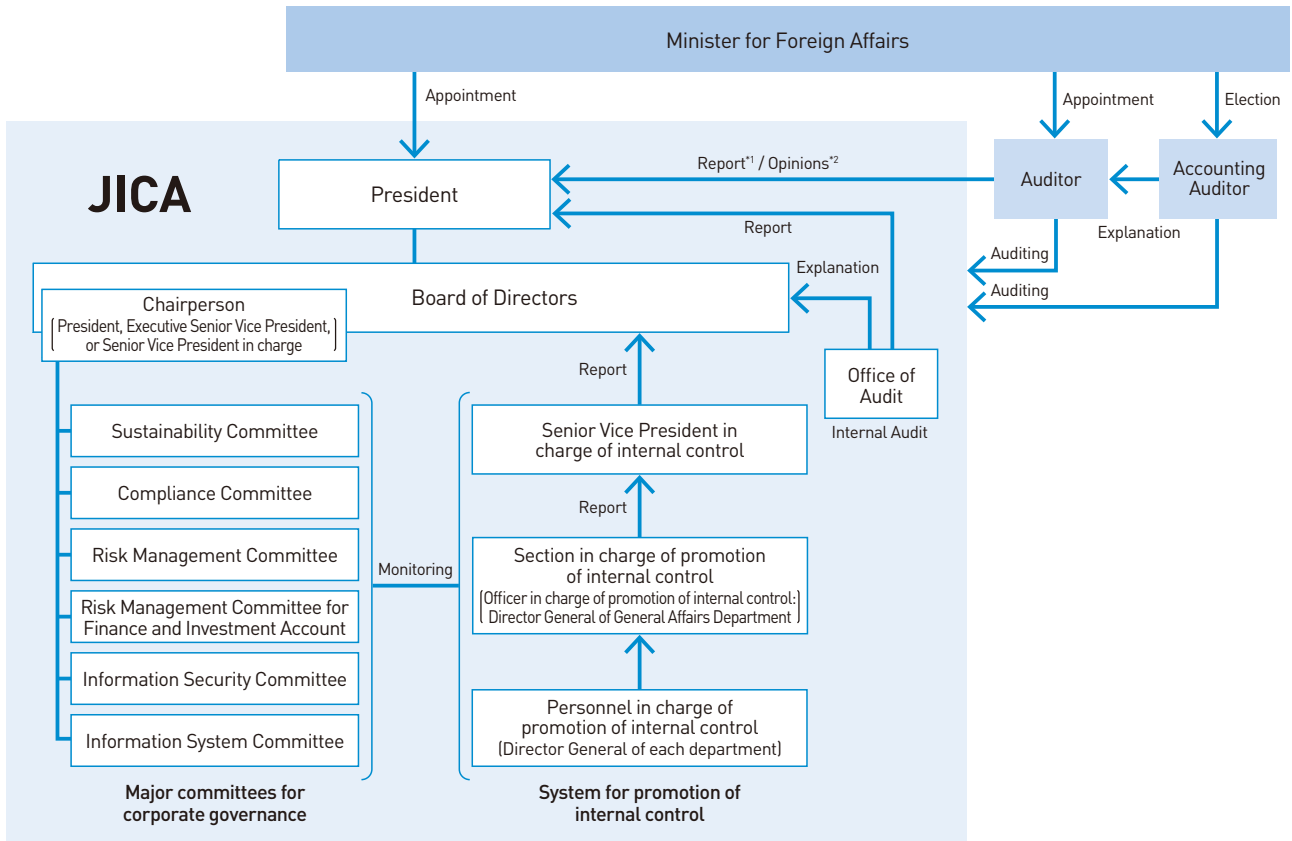 Minister for Foreign Affairs
Appointment
Appointment
Election
JICA
President
Report*1 / Opinions*2
Auditor
Accounting
Auditor
Report
Explanation
Auditing
Auditing
Explanation
Board of Directors
Chairperson
(President, Executive Senior Vice President,
or Senior Vice President in charge)
Report
Office of
Audit
Internal Audit
Sustainability Committee
Compliance Committee
Risk Management Committee
Risk Management Committee for
Finance and Investment Account
Information Security Committee
Information System Committee
Major committees for
corporate governance
Monitoring
Senior Vice President in
charge of internal control
Report
Section in charge of promotion
of internal control
(Officer in charge of promotion of internal control:
Director General of General Affairs Department)
Personnel in charge of
promotion of internal control
(Director General of each department)
System for promotion of
internal control